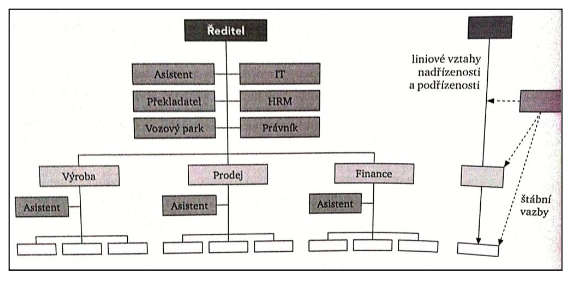 Ředitel
Asistent
IT
Překladatel
HRM
Vozový park
Právník
Výroba
Prodej
Finance
Asistent
Asistent
Asistent
liniové vztahy
nadřízenosti
a podřízenosti
štábní
vazby